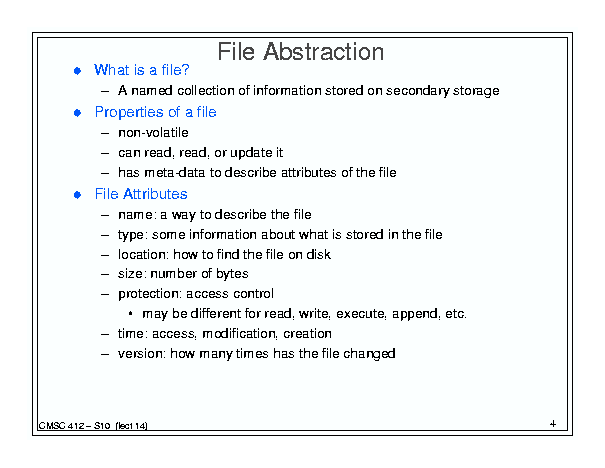 File Abstraction
● What is a file?
– A named collection of information stored on secondary storage
● Properties of a file
– non-volatile
– can read, read, or update it
– has meta-data to describe attributes of the file
● File Attributes
– name: a way to describe the file
– type: some information about what is stored in the file
– location: how to find the file on disk
– size: number of bytes
– protection: access control
• may be different for read, write, execute, append, etc.
– time: access, modification, creation
– version: how many times has the file changed
CMSC 412 – S10 (lect 14)
4